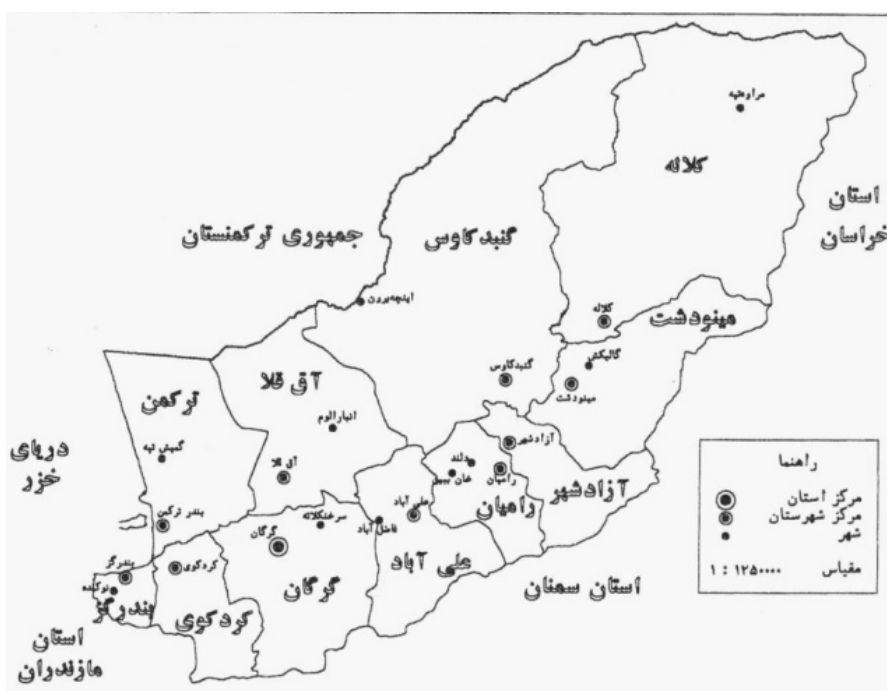 مراوه‌تپه
کلاله
استان
خراسان
جمهوری ترکمنستان
گنبدکاوس
اینچه‌برون
کلاله
مینودشت
گالیکش
گنبدکاوس
مینودشت
آق قلا
ترکمن
انبارالوم
آزادشهر
دریای
خزر
گمیش تپه
دلند
رامیان
خان ببین
آق قلا
آزادشهر
رامیان
علی آباد
بندر ترکمن
سرخنکلاته
فاضل آباد
گرگان
علی آباد
کردکوی
بندرگز
نوکنده
گرگان
استان سمنان
بندرگز
کردکوی
استان
مازندران
راهنما
مرکز استان
مرکز شهرستان
شهر
مقیاس ۱ : ۱۲۵۰۰۰۰